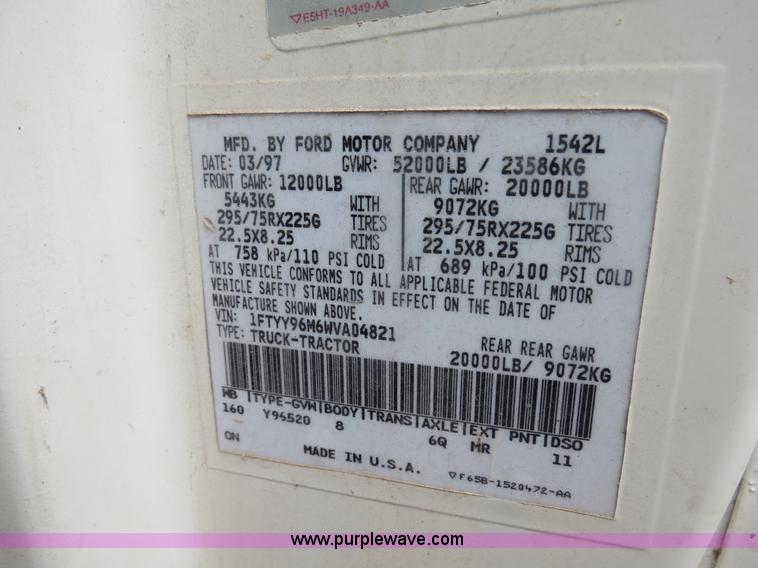 ▽E5HT-19A349-AA
MFD. BY FORD MOTOR COMPANY 1542L
DATE: 03/97 GVWR: 52000LB / 23586KG
FRONT GAWR: 12000LB REAR GAWR: 20000LB
5443KG WITH 9072KG WITH
295/75RX225G TIRES 295/75RX225G TIRES
22.5X8.25 RIMS 22.5X8.25 RIMS
AT 758 kPa/110 PSI COLD AT 689 kPa/100 PSI COLD
THIS VEHICLE CONFORMS TO ALL APPLICABLE FEDERAL MOTOR
VEHICLE SAFETY STANDARDS IN EFFECT ON THE DATE OF
MANUFACTURE SHOWN ABOVE.
VIN: 1FTYY96M6WVA04821
TYPE: TRUCK-TRACTOR REAR REAR GAWR
20000LB/ 9072KG
WB TYPE-GVW BODY TRANS AXLE EXT PNT DSO
160 Y96520 8 6Q MR 11
ON
MADE IN U.S.A. ▽F65B-1520472-AA
www.purplewave.com